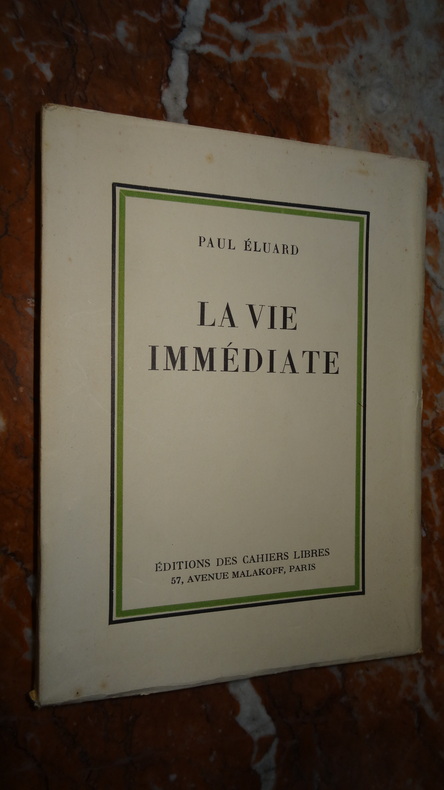 PAUL ÉLUARD
LA VIE
IMMÉDIATE
ÉDITIONS DES CAHIERS LIBRES
57, AVENUE MALAKOFF, PARIS